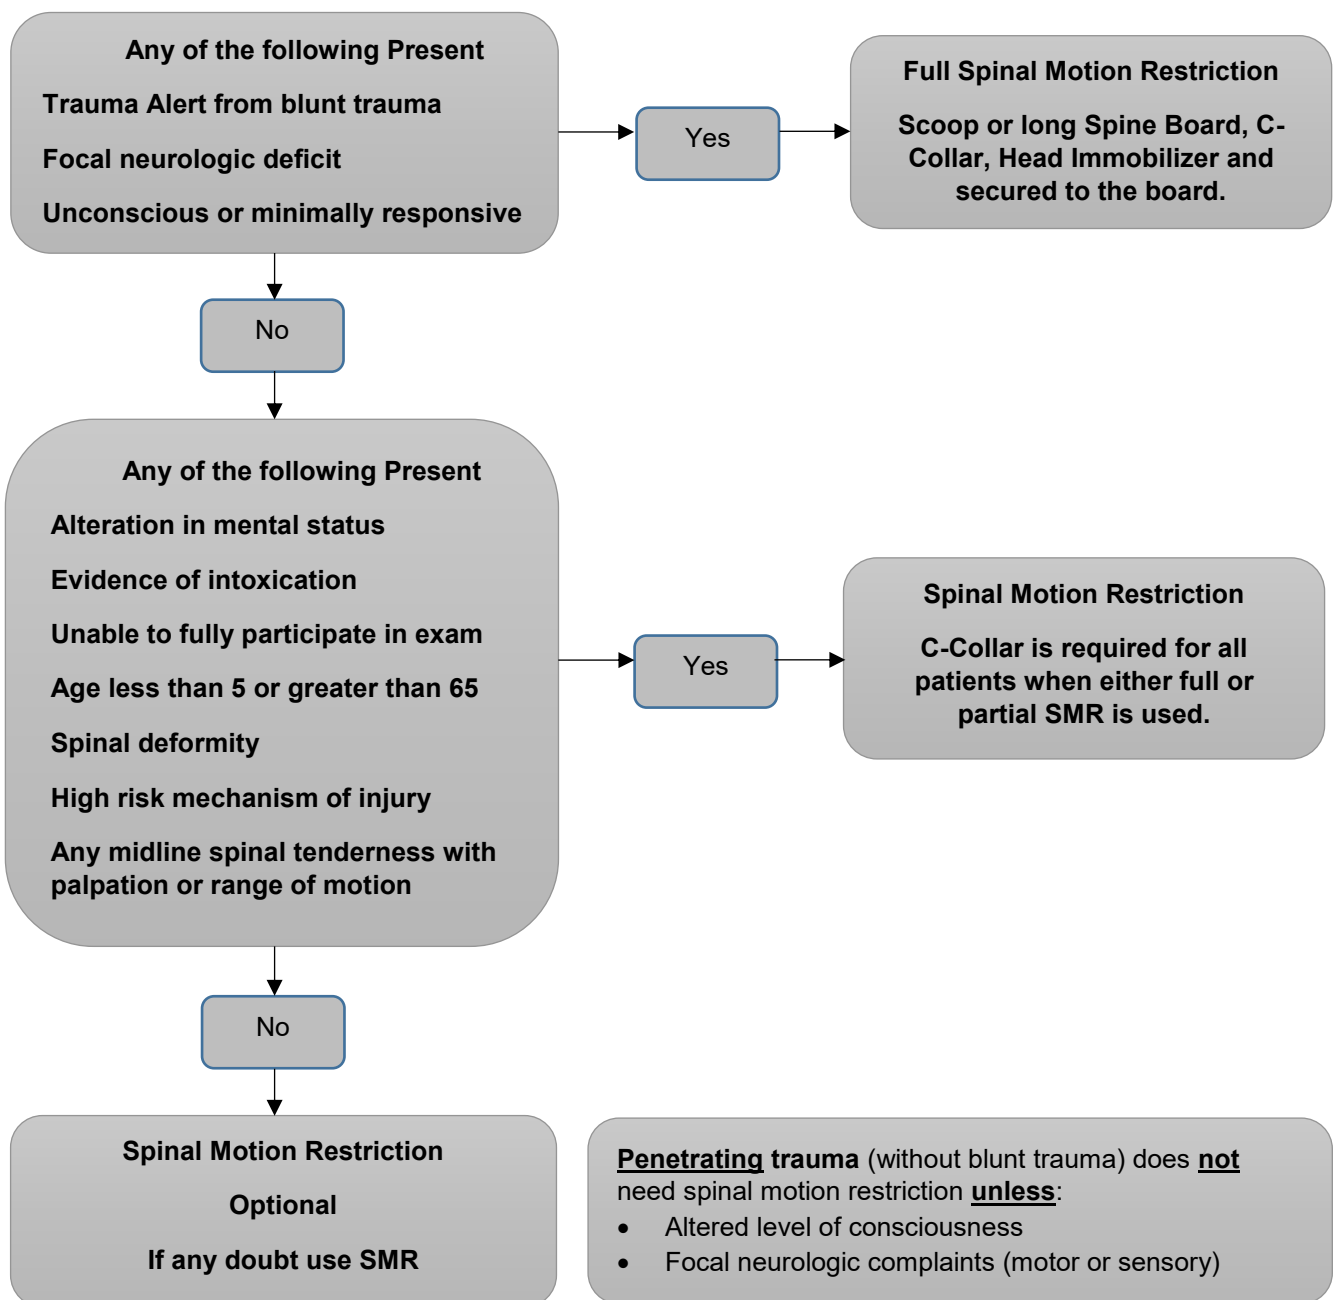 Any of the following Present
Trauma Alert from blunt trauma
Focal neurologic deficit
Unconscious or minimally responsive
Yes
Full Spinal Motion Restriction
Scoop or long Spine Board, C-
Collar, Head Immobilizer and
secured to the board.
No
Any of the following Present
Alteration in mental status
Evidence of intoxication
Unable to fully participate in exam
Age less than 5 or greater than 65
Spinal deformity
High risk mechanism of injury
Any midline spinal tenderness with
palpation or range of motion
Yes
Spinal Motion Restriction
C-Collar is required for all
patients when either full or
partial SMR is used.
No
Spinal Motion Restriction
Optional
If any doubt use SMR
Penetrating trauma (without blunt trauma) does not
need spinal motion restriction unless:
• Altered level of consciousness
• Focal neurologic complaints (motor or sensory)